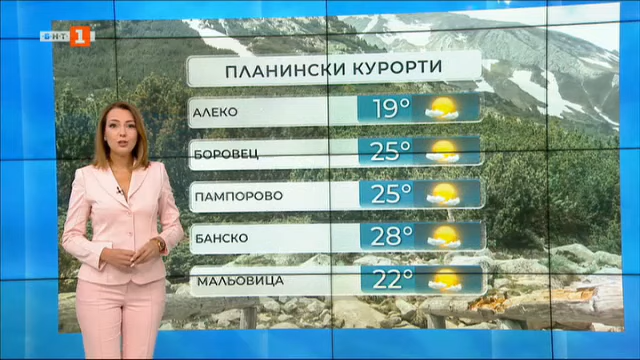 БНТ 1
ПЛАНИНСКИ КУРОРТИ
АЛЕКО 19°
БОРОВЕЦ 25°
ПАМПОРОВО 25°
БАНСКО 28°
МАЛЬОВИЦА 22°